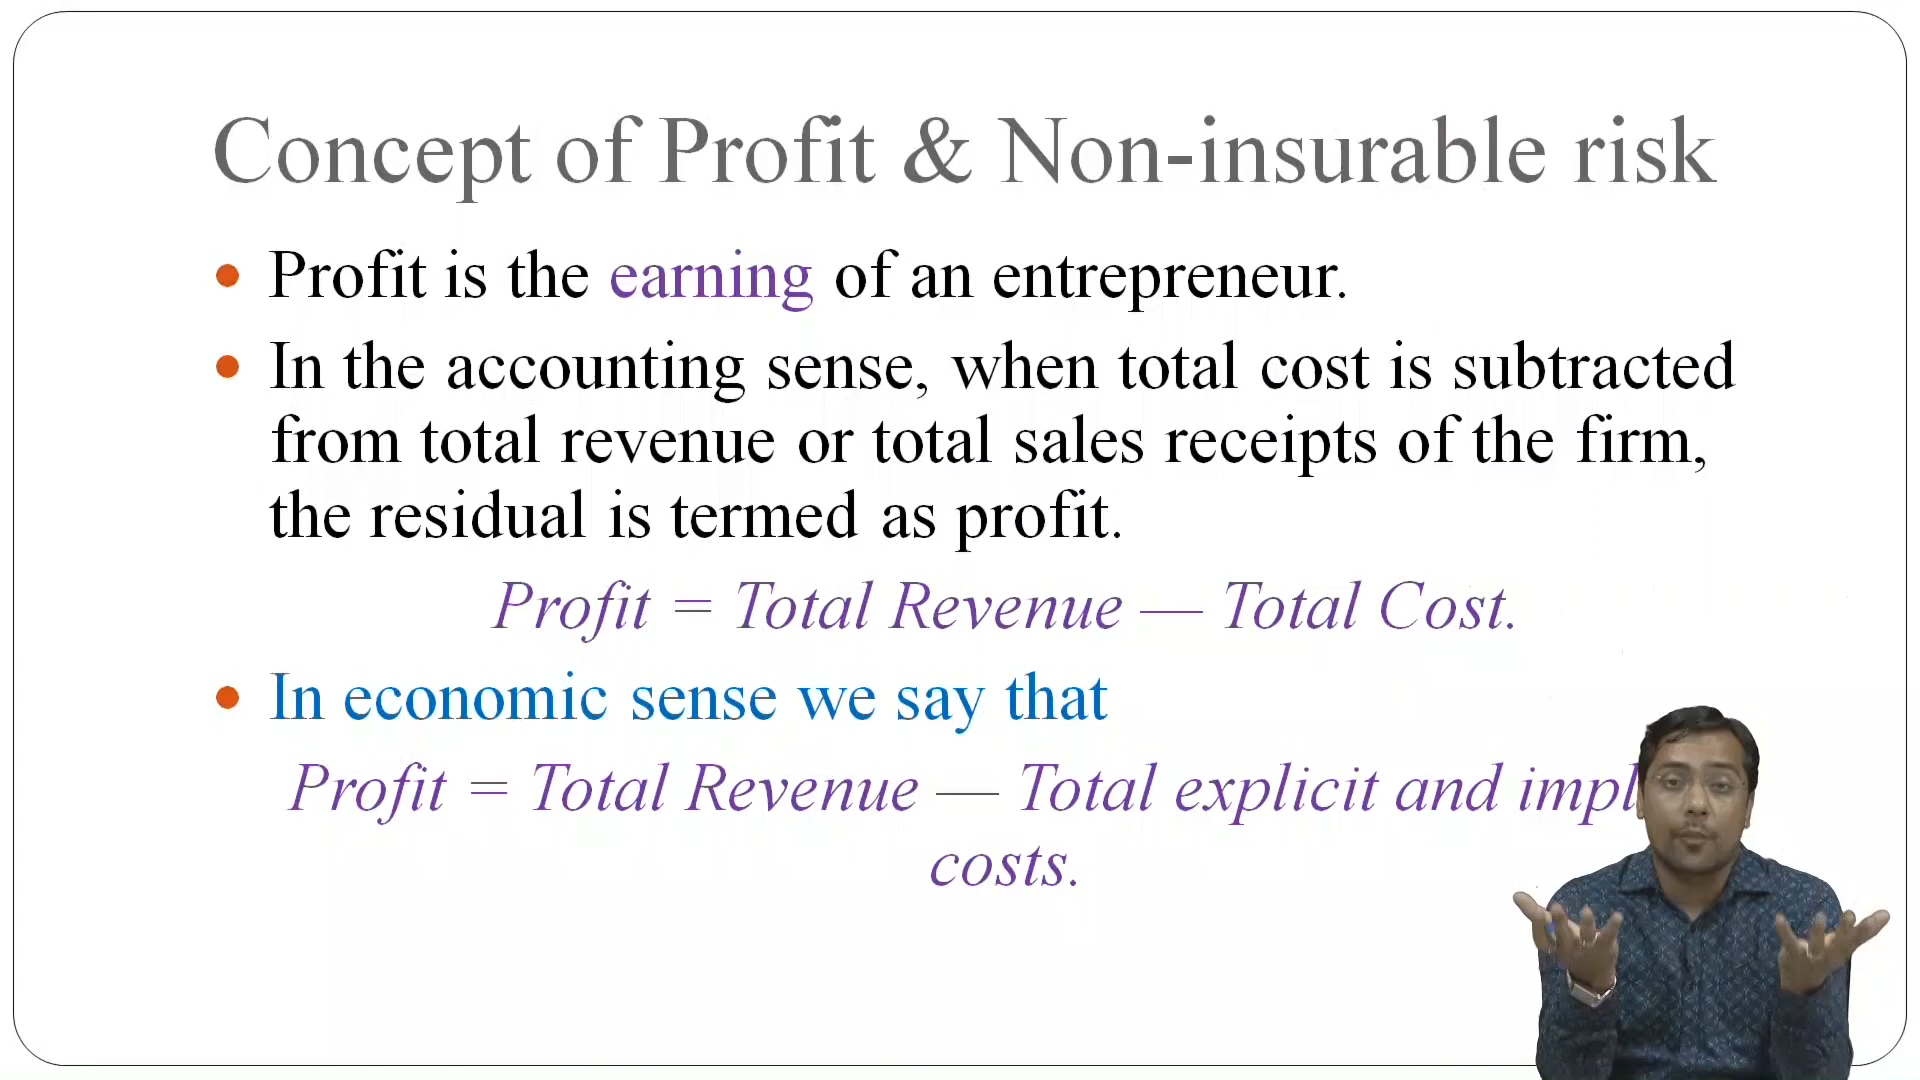 Concept of Profit & Non-insurable risk
• Profit is the earning of an entrepreneur.
• In the accounting sense, when total cost is subtracted
from total revenue or total sales receipts of the firm,
the residual is termed as profit.
Profit = Total Revenue — Total Cost.
• In economic sense we say that
Profit = Total Revenue — Total explicit and
costs.